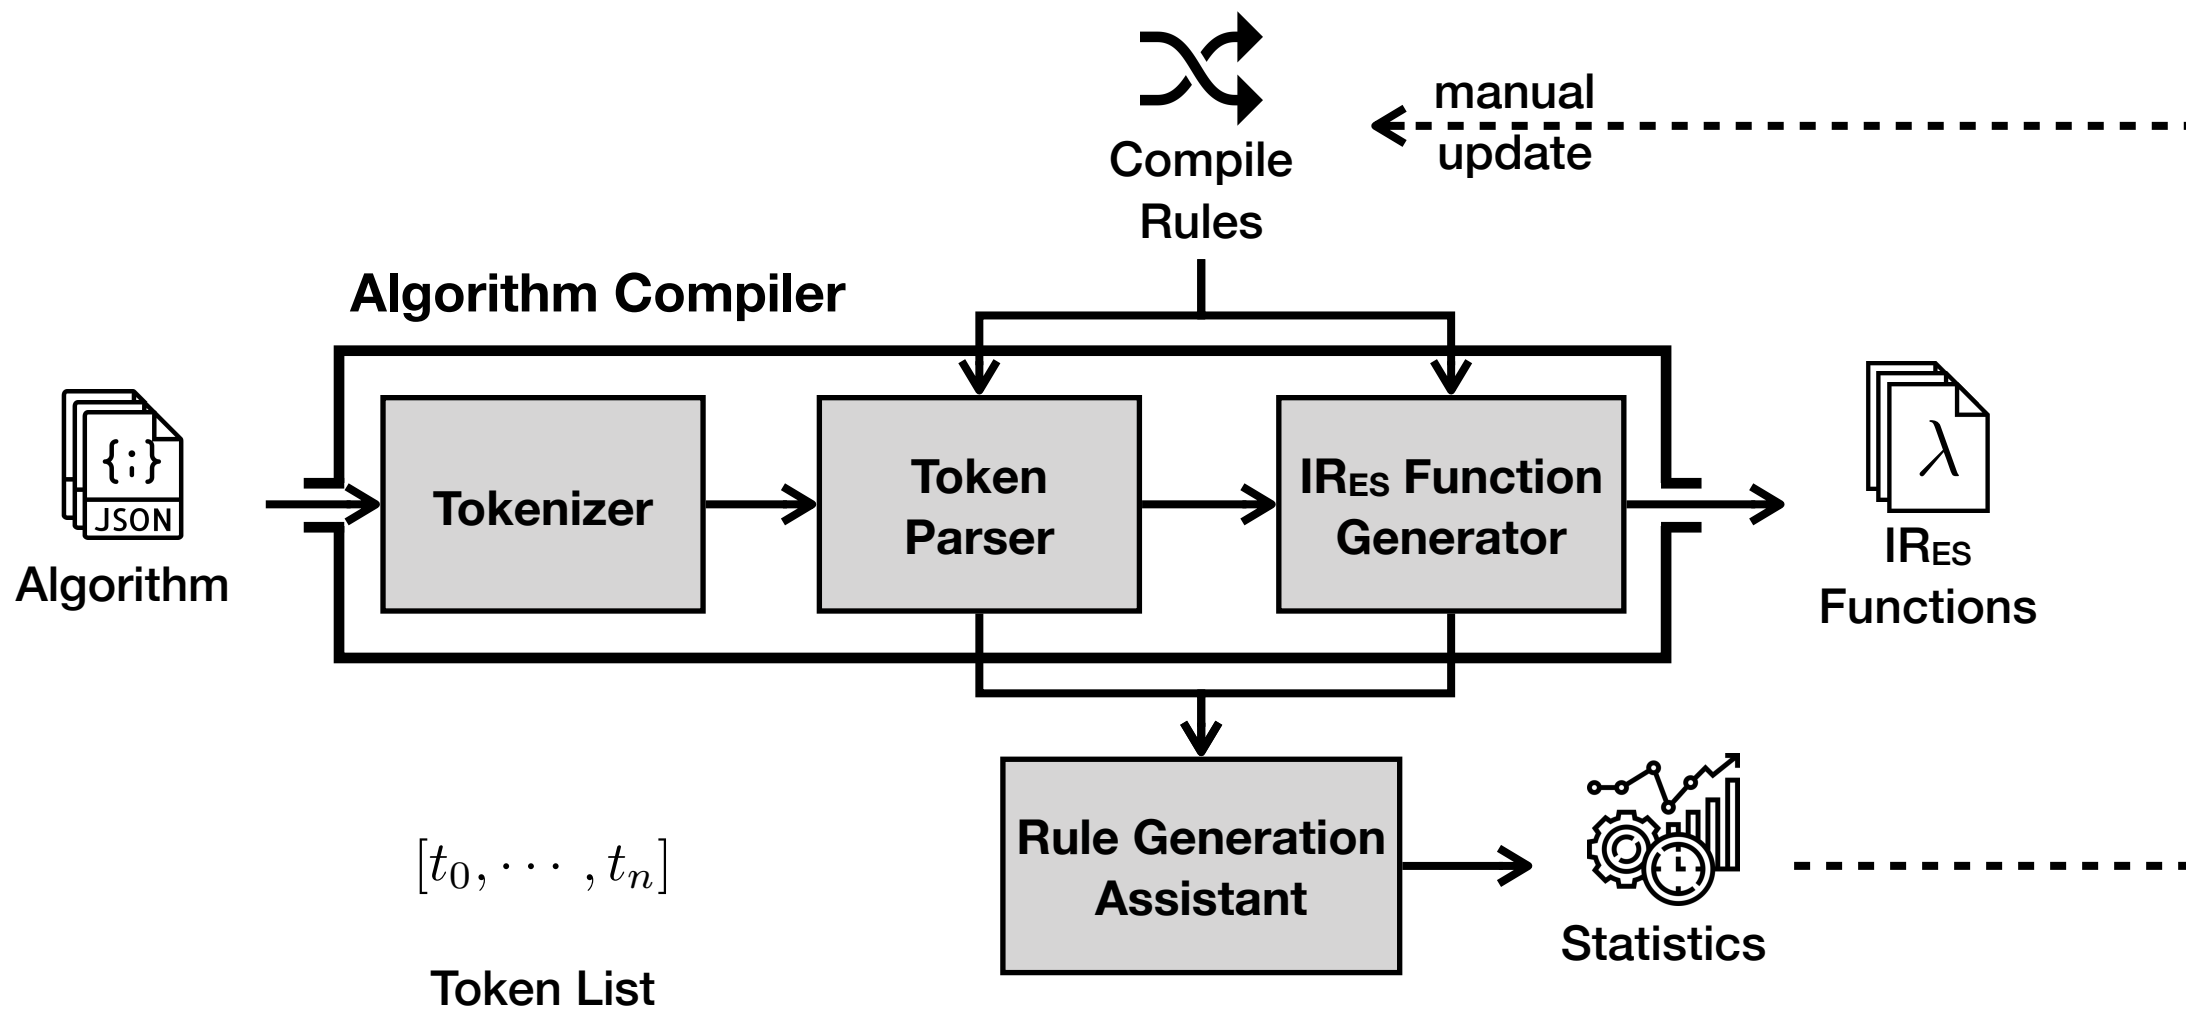 manual
update
Compile
Rules
Algorithm Compiler
{;}
JSON
Algorithm
Tokenizer
Token
Parser
IRES Function
Generator
λ
IRES
Functions
Rule Generation
Assistant
Statistics
[t0, ··· , tn]
Token List